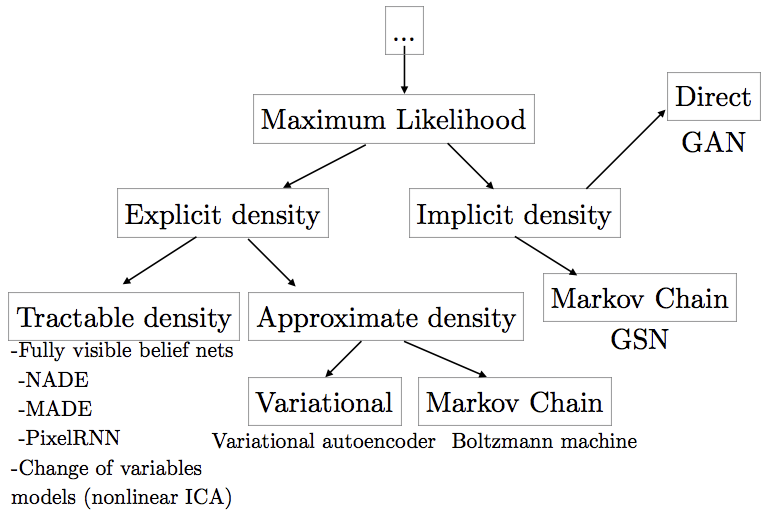 ...
Maximum Likelihood
Direct
GAN
Explicit density
Implicit density
Markov Chain
GSN
Tractable density
-Fully visible belief nets
-NADE
-MADE
-PixelRNN
-Change of variables
models (nonlinear ICA)
Approximate density
Variational
Variational autoencoder
Markov Chain
Boltzmann machine